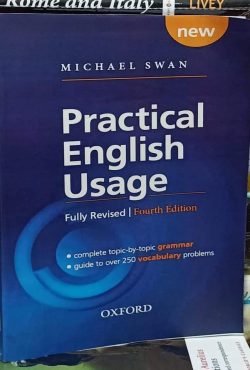 Rome and Italy
LIVEY
new
MICHAEL SWAN
Practical
English
Usage
Fully Revised | Fourth Edition
• complete topic-by-topic grammar
• guide to over 250 vocabulary problems
OXFORD
Aurelius